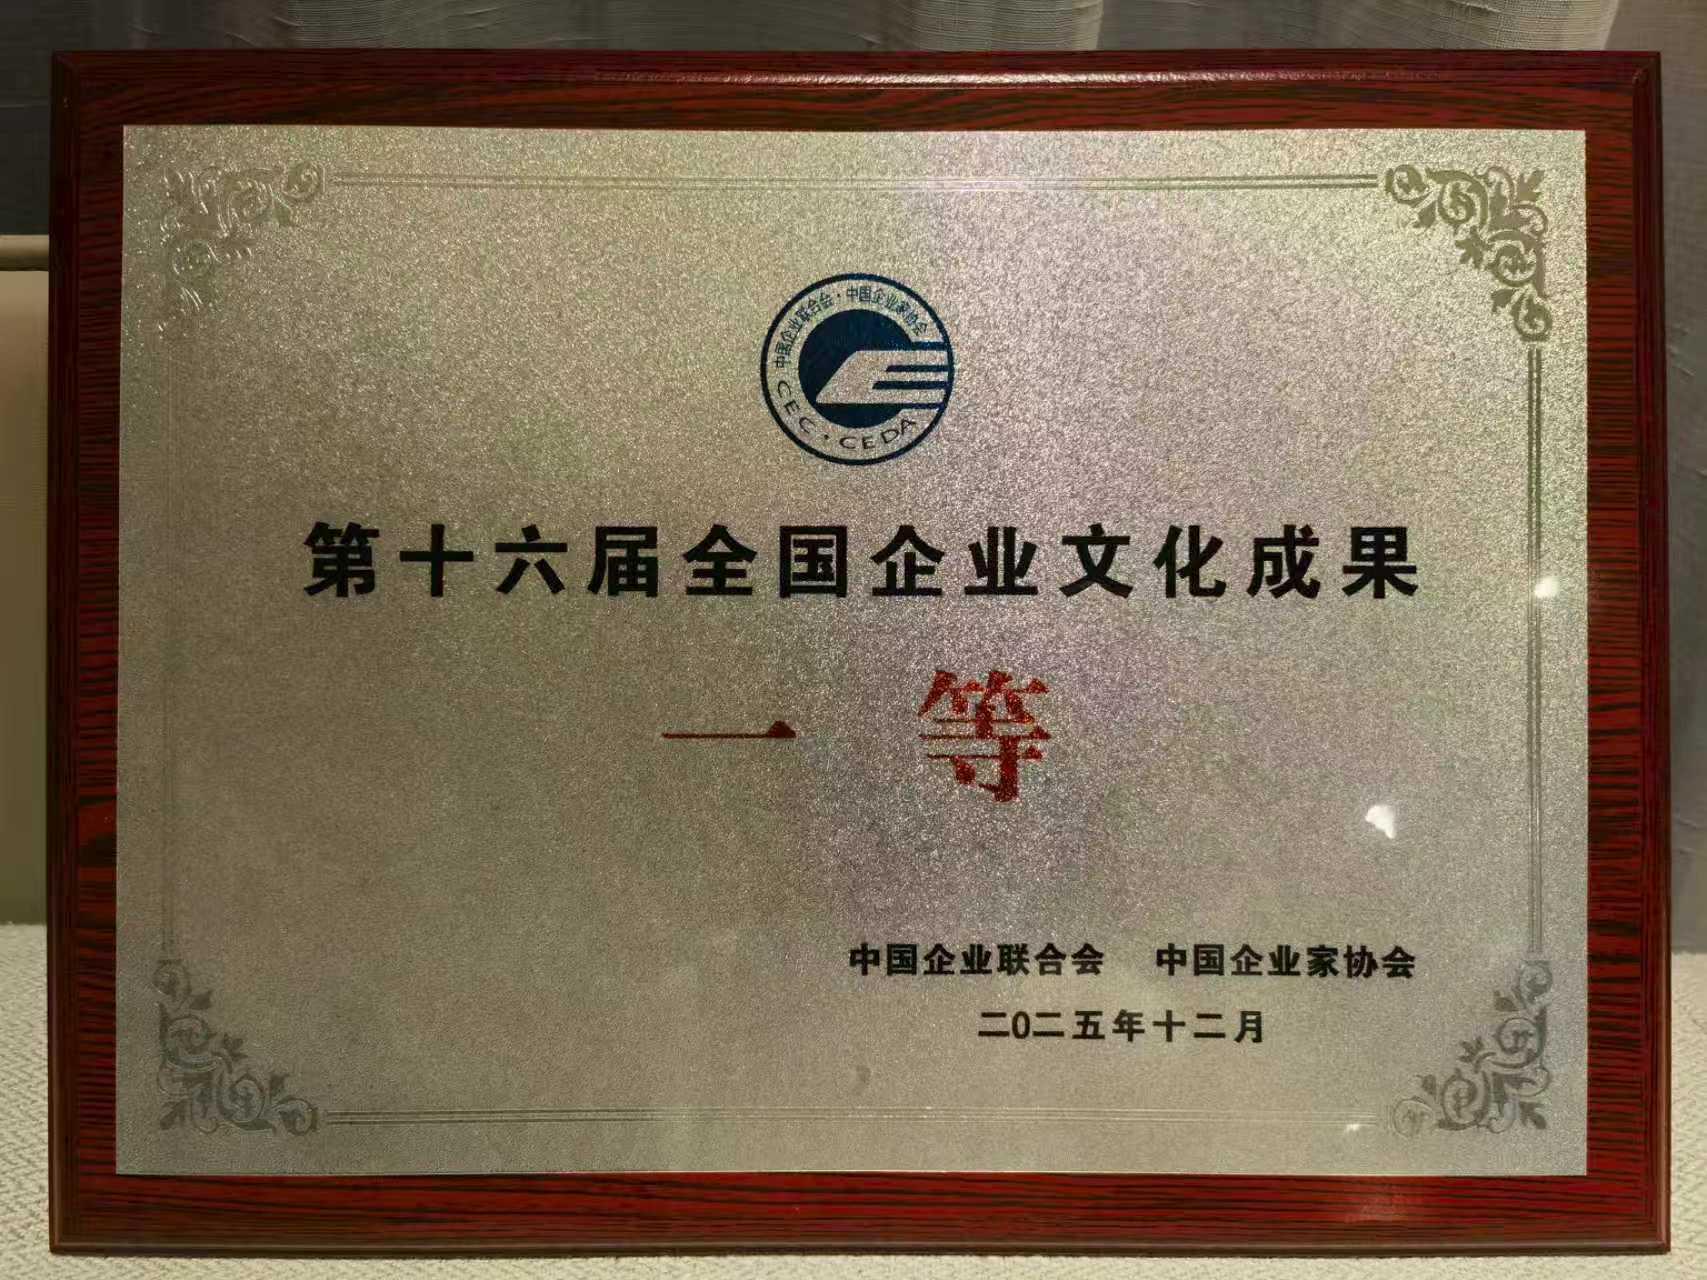 中国企业联合会·中国企业家协会
CEC·CEDA
第十六届全国企业文化成果
一等
中国企业联合会 中国企业家协会
二〇二五年十二月